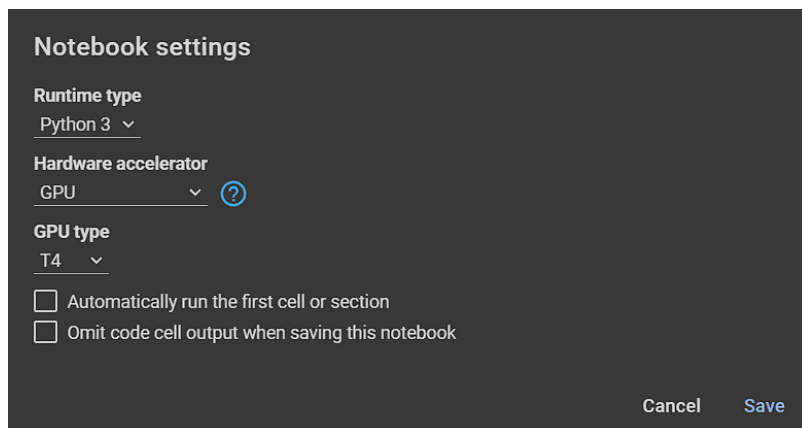 Notebook settings
Runtime type
Python 3
Hardware accelerator
GPU
?
GPU type
T4
Automatically run the first cell or section
Omit code cell output when saving this notebook
Cancel Save